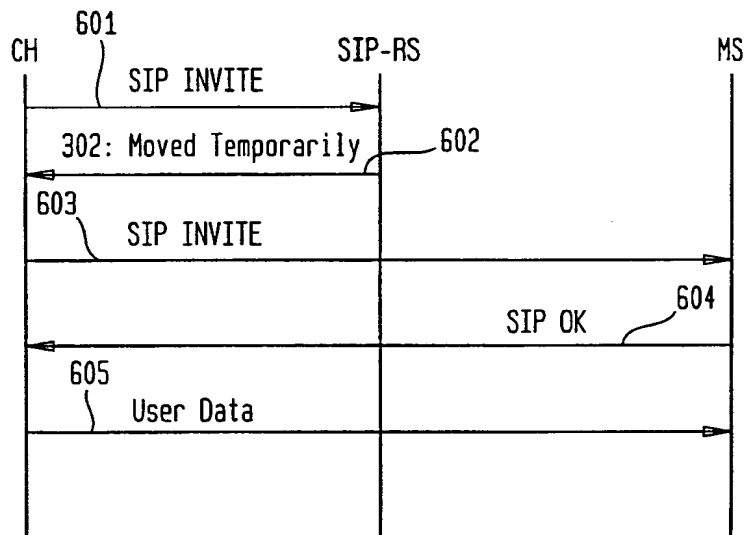 601
CH
SIP-RS
MS
SIP INVITE
302: Moved Temporarily
602
603
SIP INVITE
604
SIP OK
605
User Data